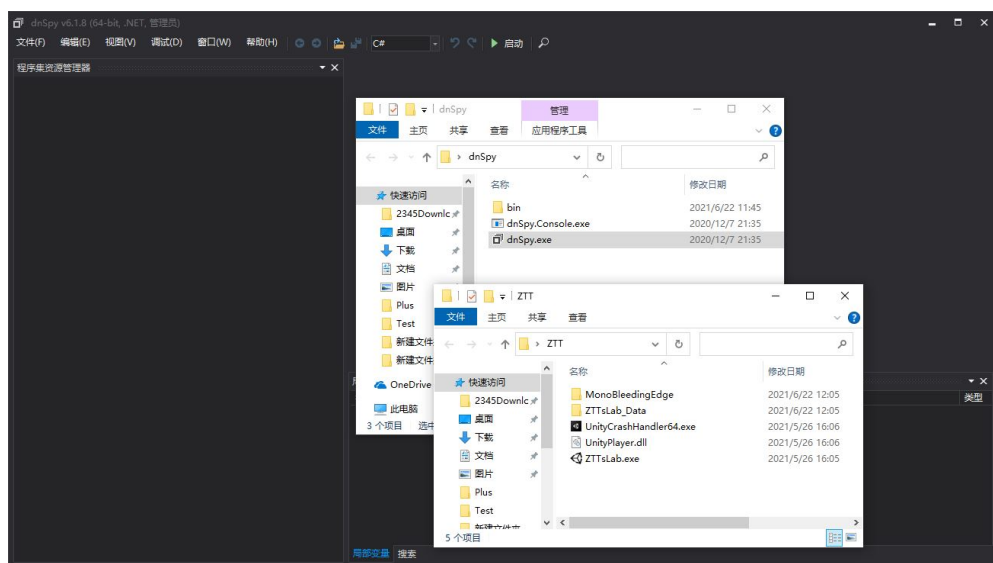 dnSpy v6.1.8 (64-bit, .NET, 管理员)
文件(F) 编辑(E) 视图(V) 调试(D) 窗口(W) 帮助(H) C# 启动
程序集资源管理器
dnSpy 管理
文件 主页 共享 查看 应用程序工具
dnSpy
名称 修改日期
快速访问
2345Downlc
桌面
下载
文档
图片
Plus
Test
新建文件
新建文件
OneDrive
此电脑
bin 2021/6/22 11:45
dnSpy.Console.exe 2020/12/7 21:35
dnSpy.exe 2020/12/7 21:35
3 个项目 选中
ZTT
文件 主页 共享 查看
ZTT
名称 修改日期
快速访问
2345Downlc
桌面
下载
文档
图片
Plus
Test
新建文件夹
MonoBleedingEdge 2021/6/22 12:05
ZTTsLab_Data 2021/6/22 12:05
UnityCrashHandler64.exe 2021/5/26 16:06
UnityPlayer.dll 2021/5/26 16:06
ZTTsLab.exe 2021/5/26 16:05
5 个项目
类型
局部变量 搜索